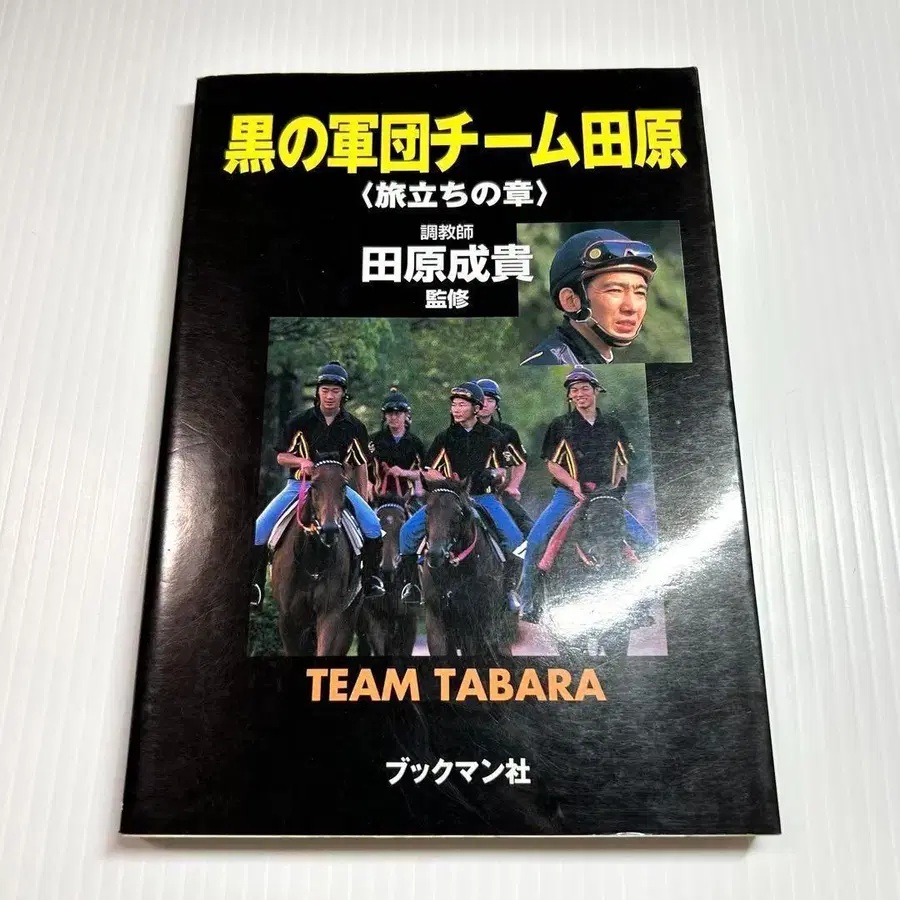 黒の軍団チーム田原
〈旅立ちの章〉
調教師
田原成貴
監修
TEAM TABARA
ブックマン社